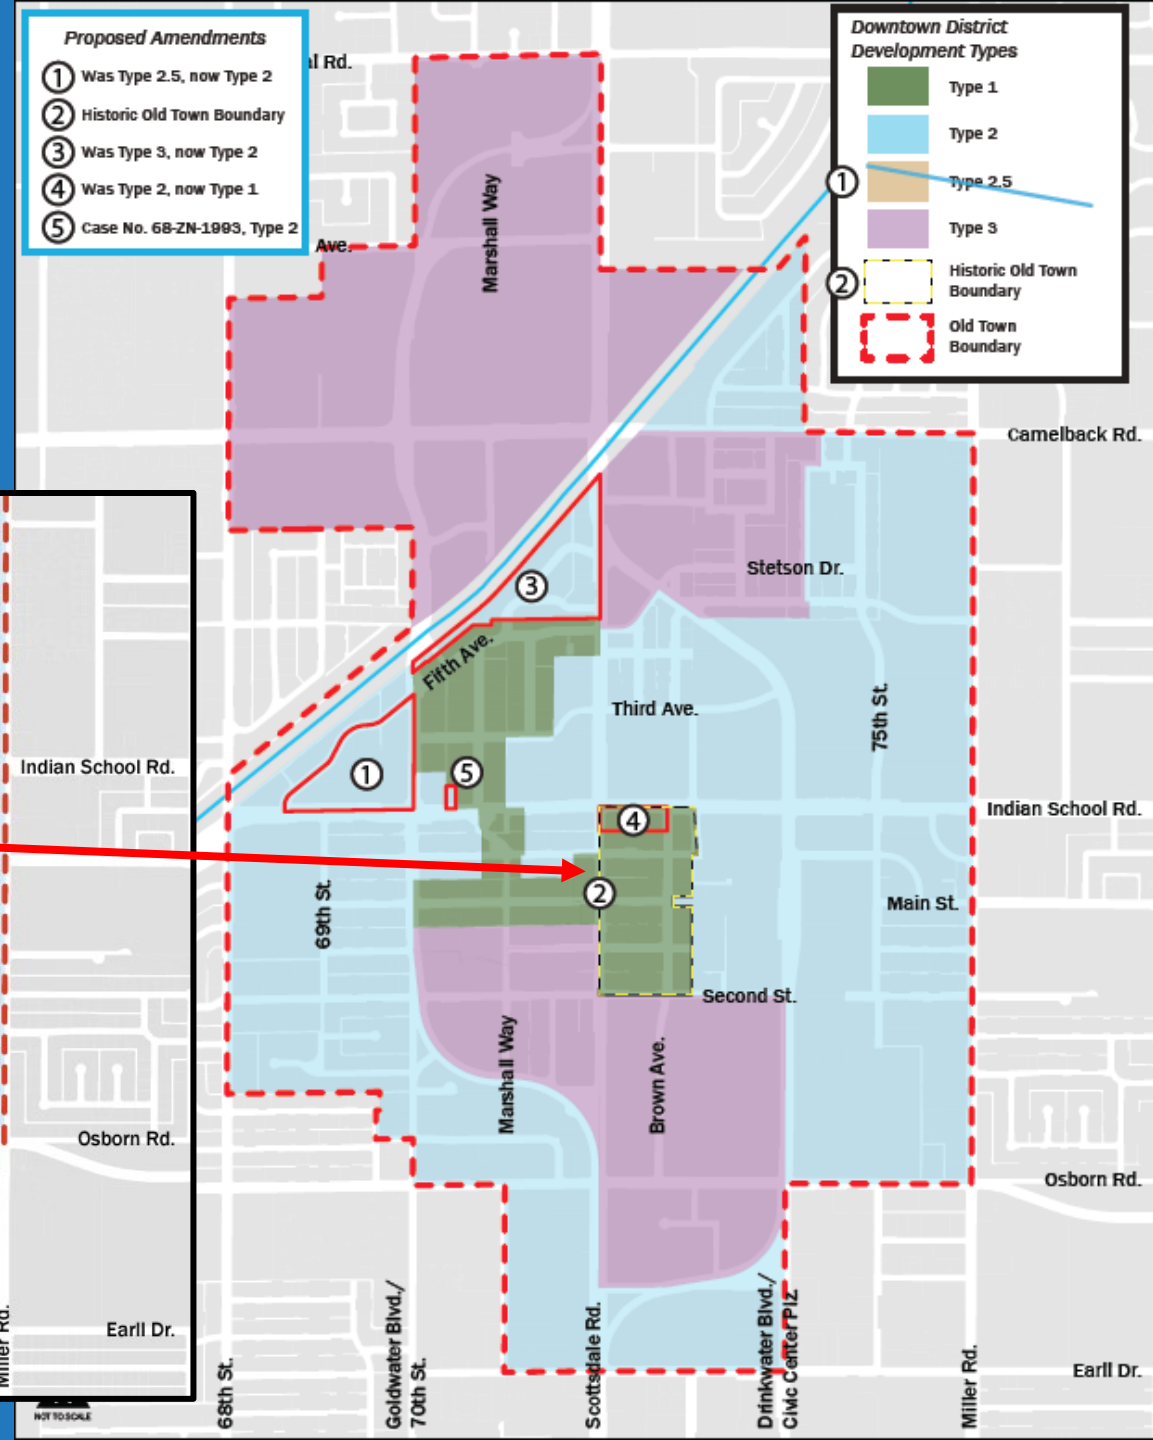 Proposed Amendments
1 Was Type 2.5, now Type 2
2 Historic Old Town Boundary
3 Was Type 3, now Type 2
4 Was Type 2, now Type 1
5 Case No. 68-ZN-1993, Type 2
Downtown District
Development Types
Type 1
Type 2
1 Type 2.5
Type 3
2 Historic Old Town
Boundary
Old Town
Boundary
Rd.
Ave.
Marshall Way
Camelback Rd.
Stetson Dr.
3
Fifth Ave.
Third Ave.
75th St.
Indian School Rd.
1
5
4
Indian School Rd.
2
69th St.
Main St.
Second St.
Marshall Way
Brown Ave.
Osborn Rd.
Osborn Rd.
Earll Dr.
Earll Dr.
Miller Rd.
NOT TO SCALE
68th St.
Goldwater Blvd./
70th St.
Scottsdale Rd.
Drinkwater Blvd./
Civic Center Plz
Miller Rd.